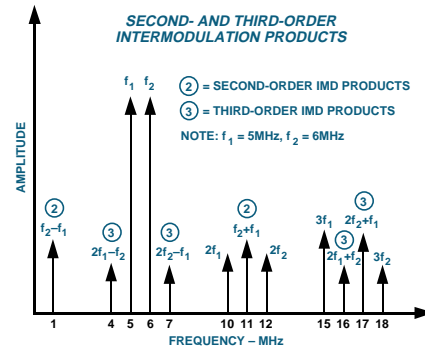 SECOND- AND THIRD-ORDER
INTERMODULATION PRODUCTS
f1 f2
2 = SECOND-ORDER IMD PRODUCTS
3 = THIRD-ORDER IMD PRODUCTS
NOTE: f1 = 5MHz, f2 = 6MHz
AMPLITUDE
2
f2–f1
3
2f1–f2
3
2f2–f1
2f1
2
f2+f1
2f2
3f1
3
2f1+f2
3
2f2+f1
3f2
1 4 5 6 7 10 11 12 15 16 17 18
FREQUENCY – MHz